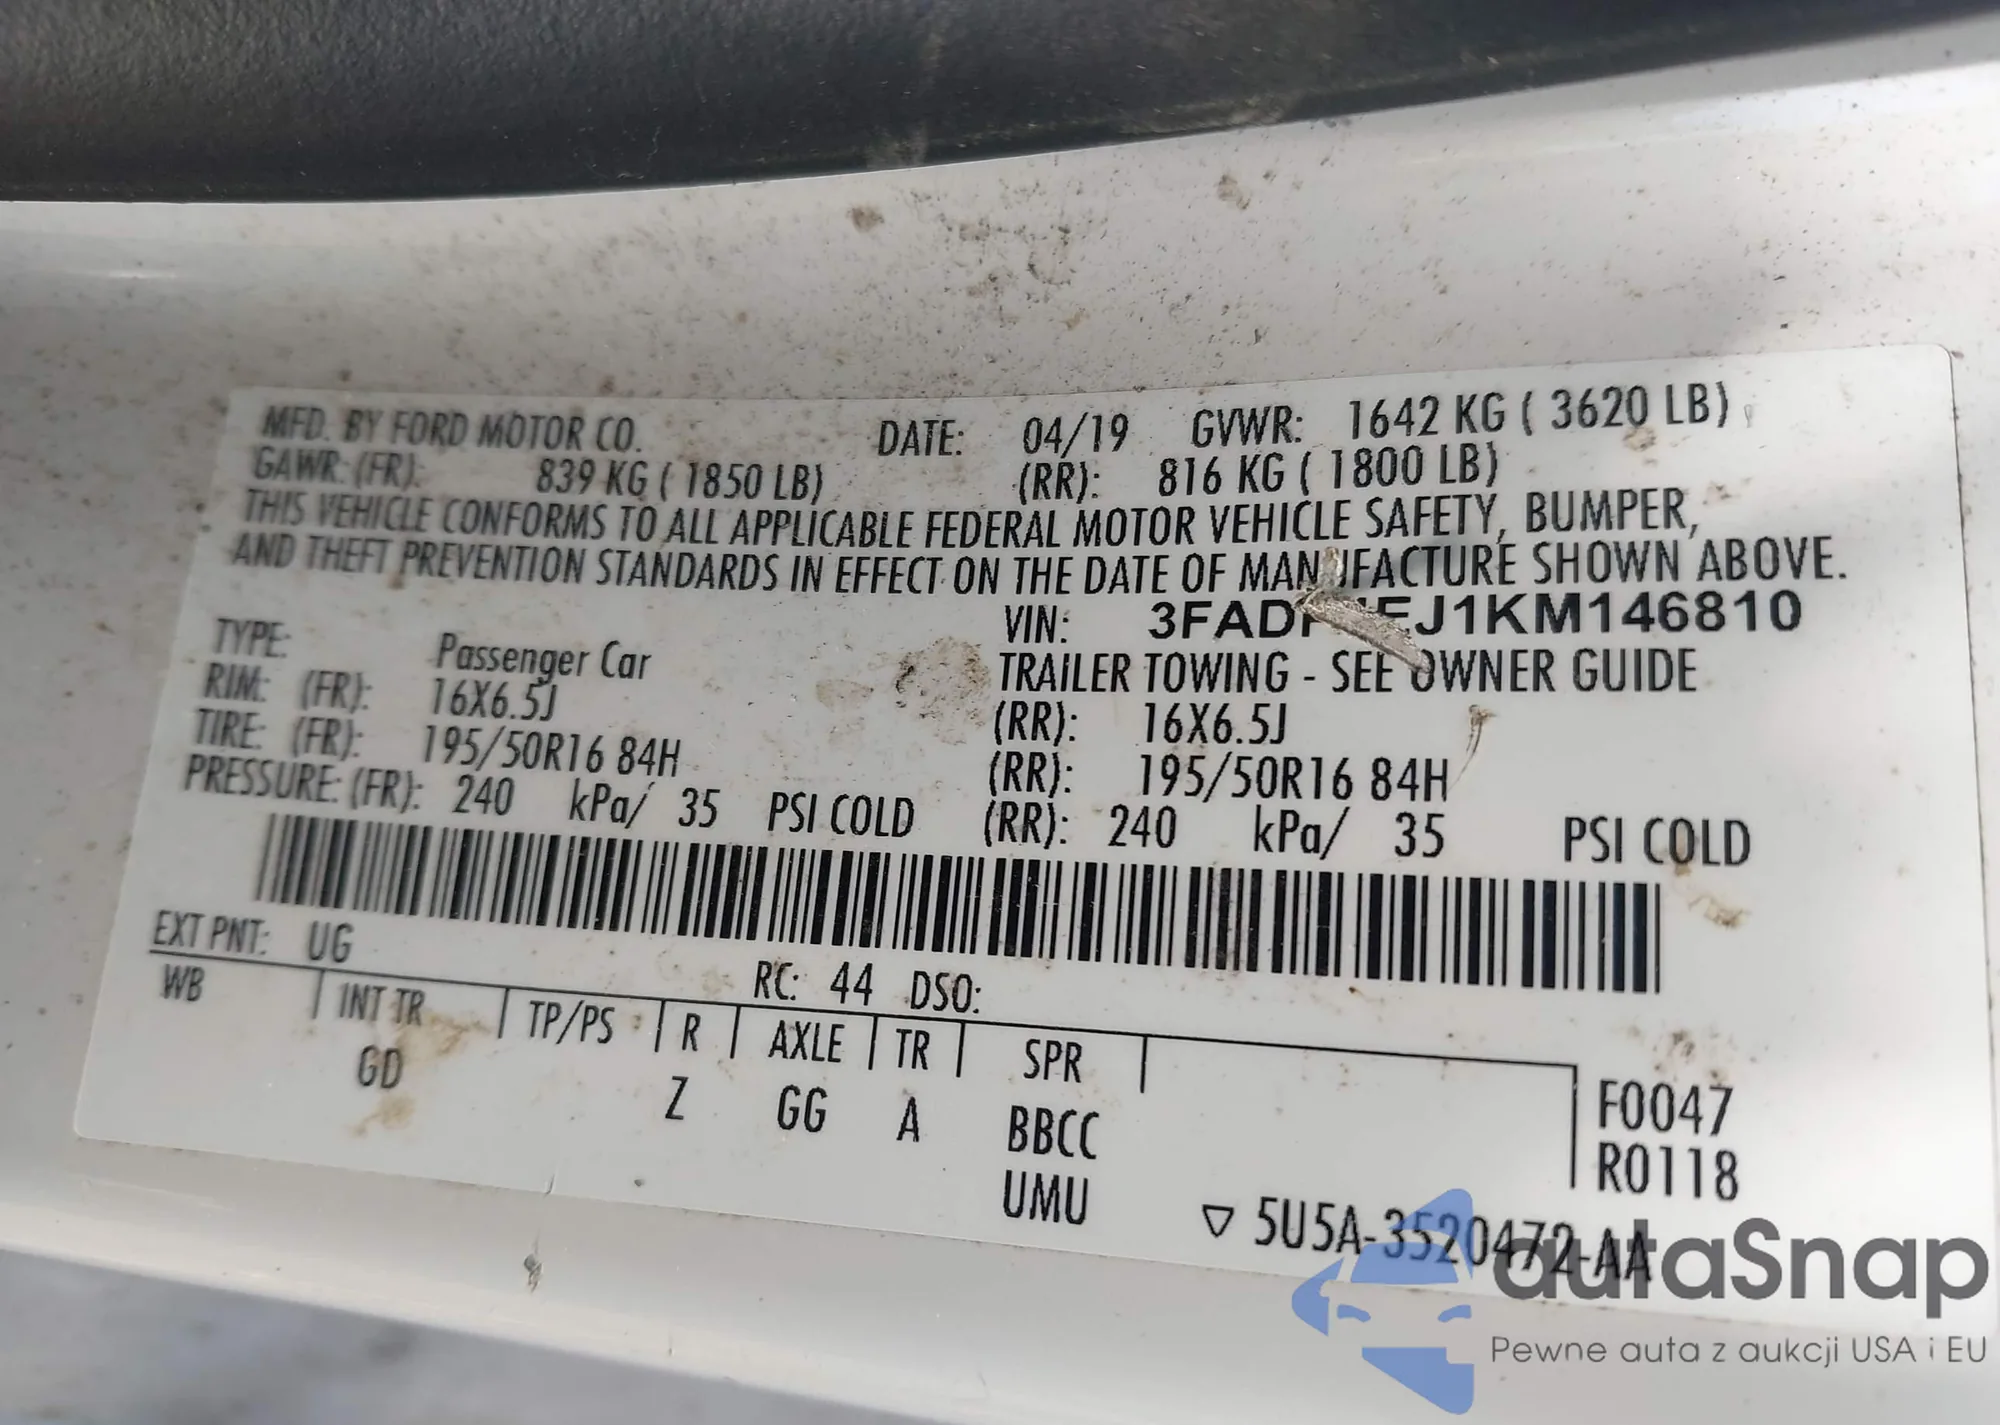 MFD. BY FORD MOTOR CO. DATE: 04/19 GVWR: 1642 KG ( 3620 LB)
GAWR: (FR): 839 KG ( 1850 LB) (RR): 816 KG ( 1800 LB)
THIS VEHICLE CONFORMS TO ALL APPLICABLE FEDERAL MOTOR VEHICLE SAFETY, BUMPER,
AND THEFT PREVENTION STANDARDS IN EFFECT ON THE DATE OF MANUFACTURE SHOWN ABOVE.
VIN:
TYPE: Passenger Car TRAILER TOWING - SEE OWNER GUIDE
RIM: (FR): 16X6.5J (RR): 16X6.5J
TIRE: (FR): 195/50R16 84H (RR): 195/50R16 84H
PRESSURE: (FR): 240 kPa/ 35 PSI COLD (RR): 240 kPa/ 35 PSI COLD
EXT PNT: UG RC: 44 DSO:
WB INT TR TP/PS R AXLE TR SPR
GD Z GG A BBCC
UMU
F0047
R0118
▽ 5U5A-3520472-AA
autaSnap
Pewne auta z aukcji USA i EU